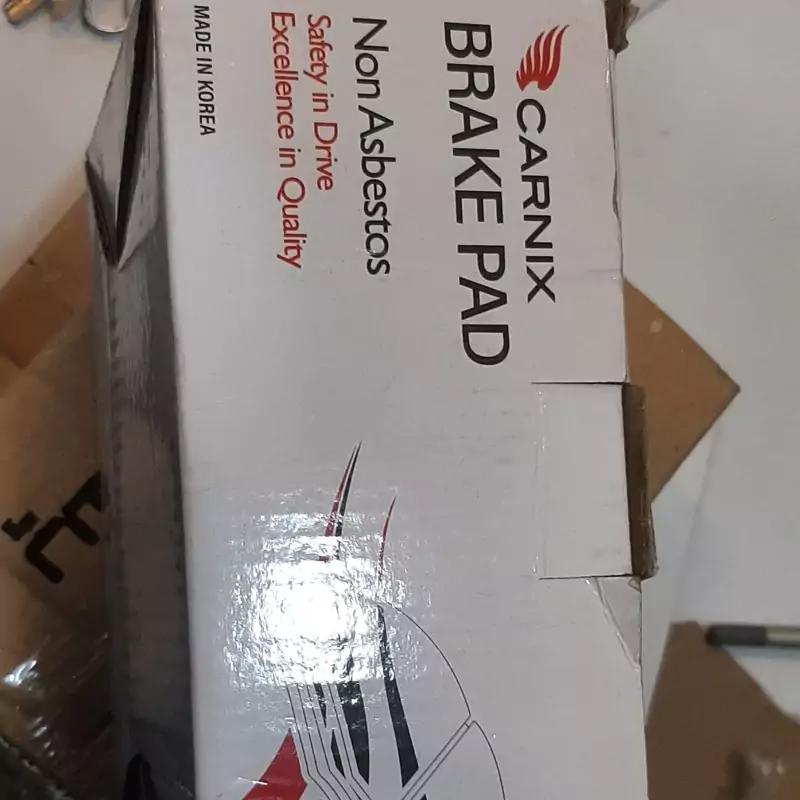 CARNIX
BRAKE PAD
Non Asbestos
Safety in Drive
Excellence in Quality
MADE IN KOREA